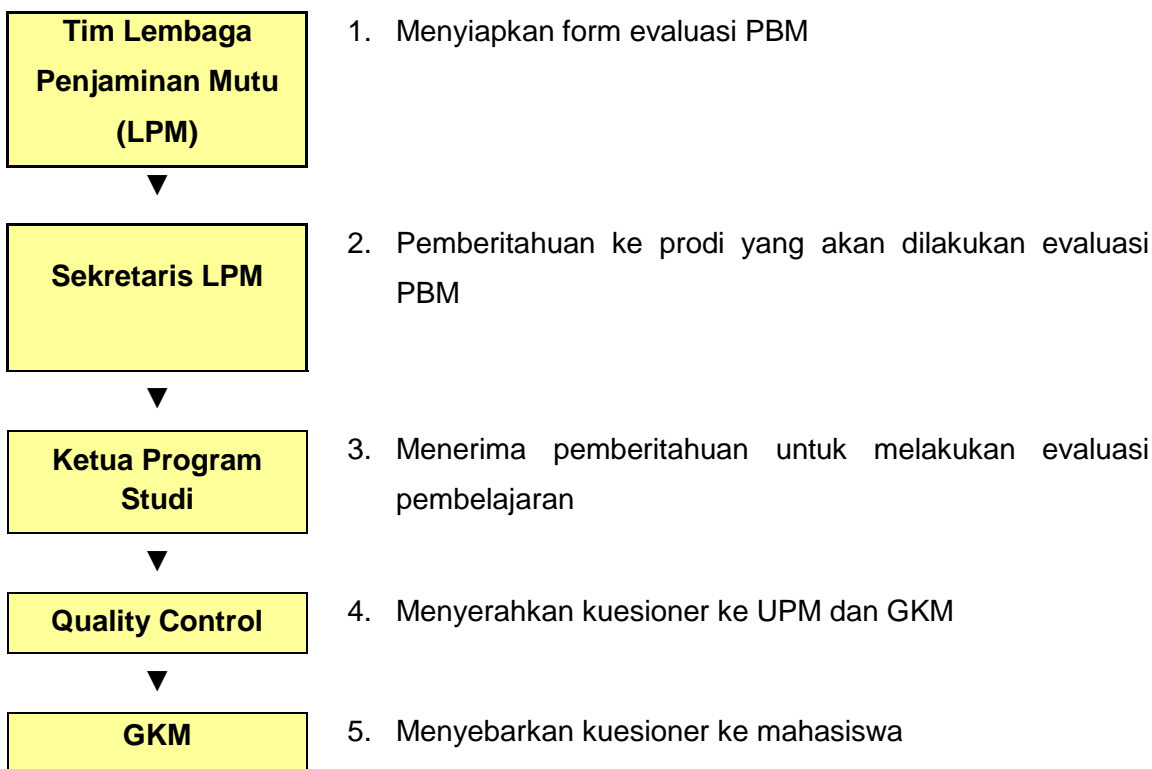 Tim Lembaga
Penjaminan Mutu
(LPM)
1. Menyiapkan form evaluasi PBM
▼
Sekretaris LPM
2. Pemberitahuan ke prodi yang akan dilakukan evaluasi
PBM
▼
Ketua Program
Studi
3. Menerima pemberitahuan untuk melakukan evaluasi
pembelajaran
▼
Quality Control
4. Menyerahkan kuesioner ke UPM dan GKM
▼
GKM
5. Menyebarkan kuesioner ke mahasiswa